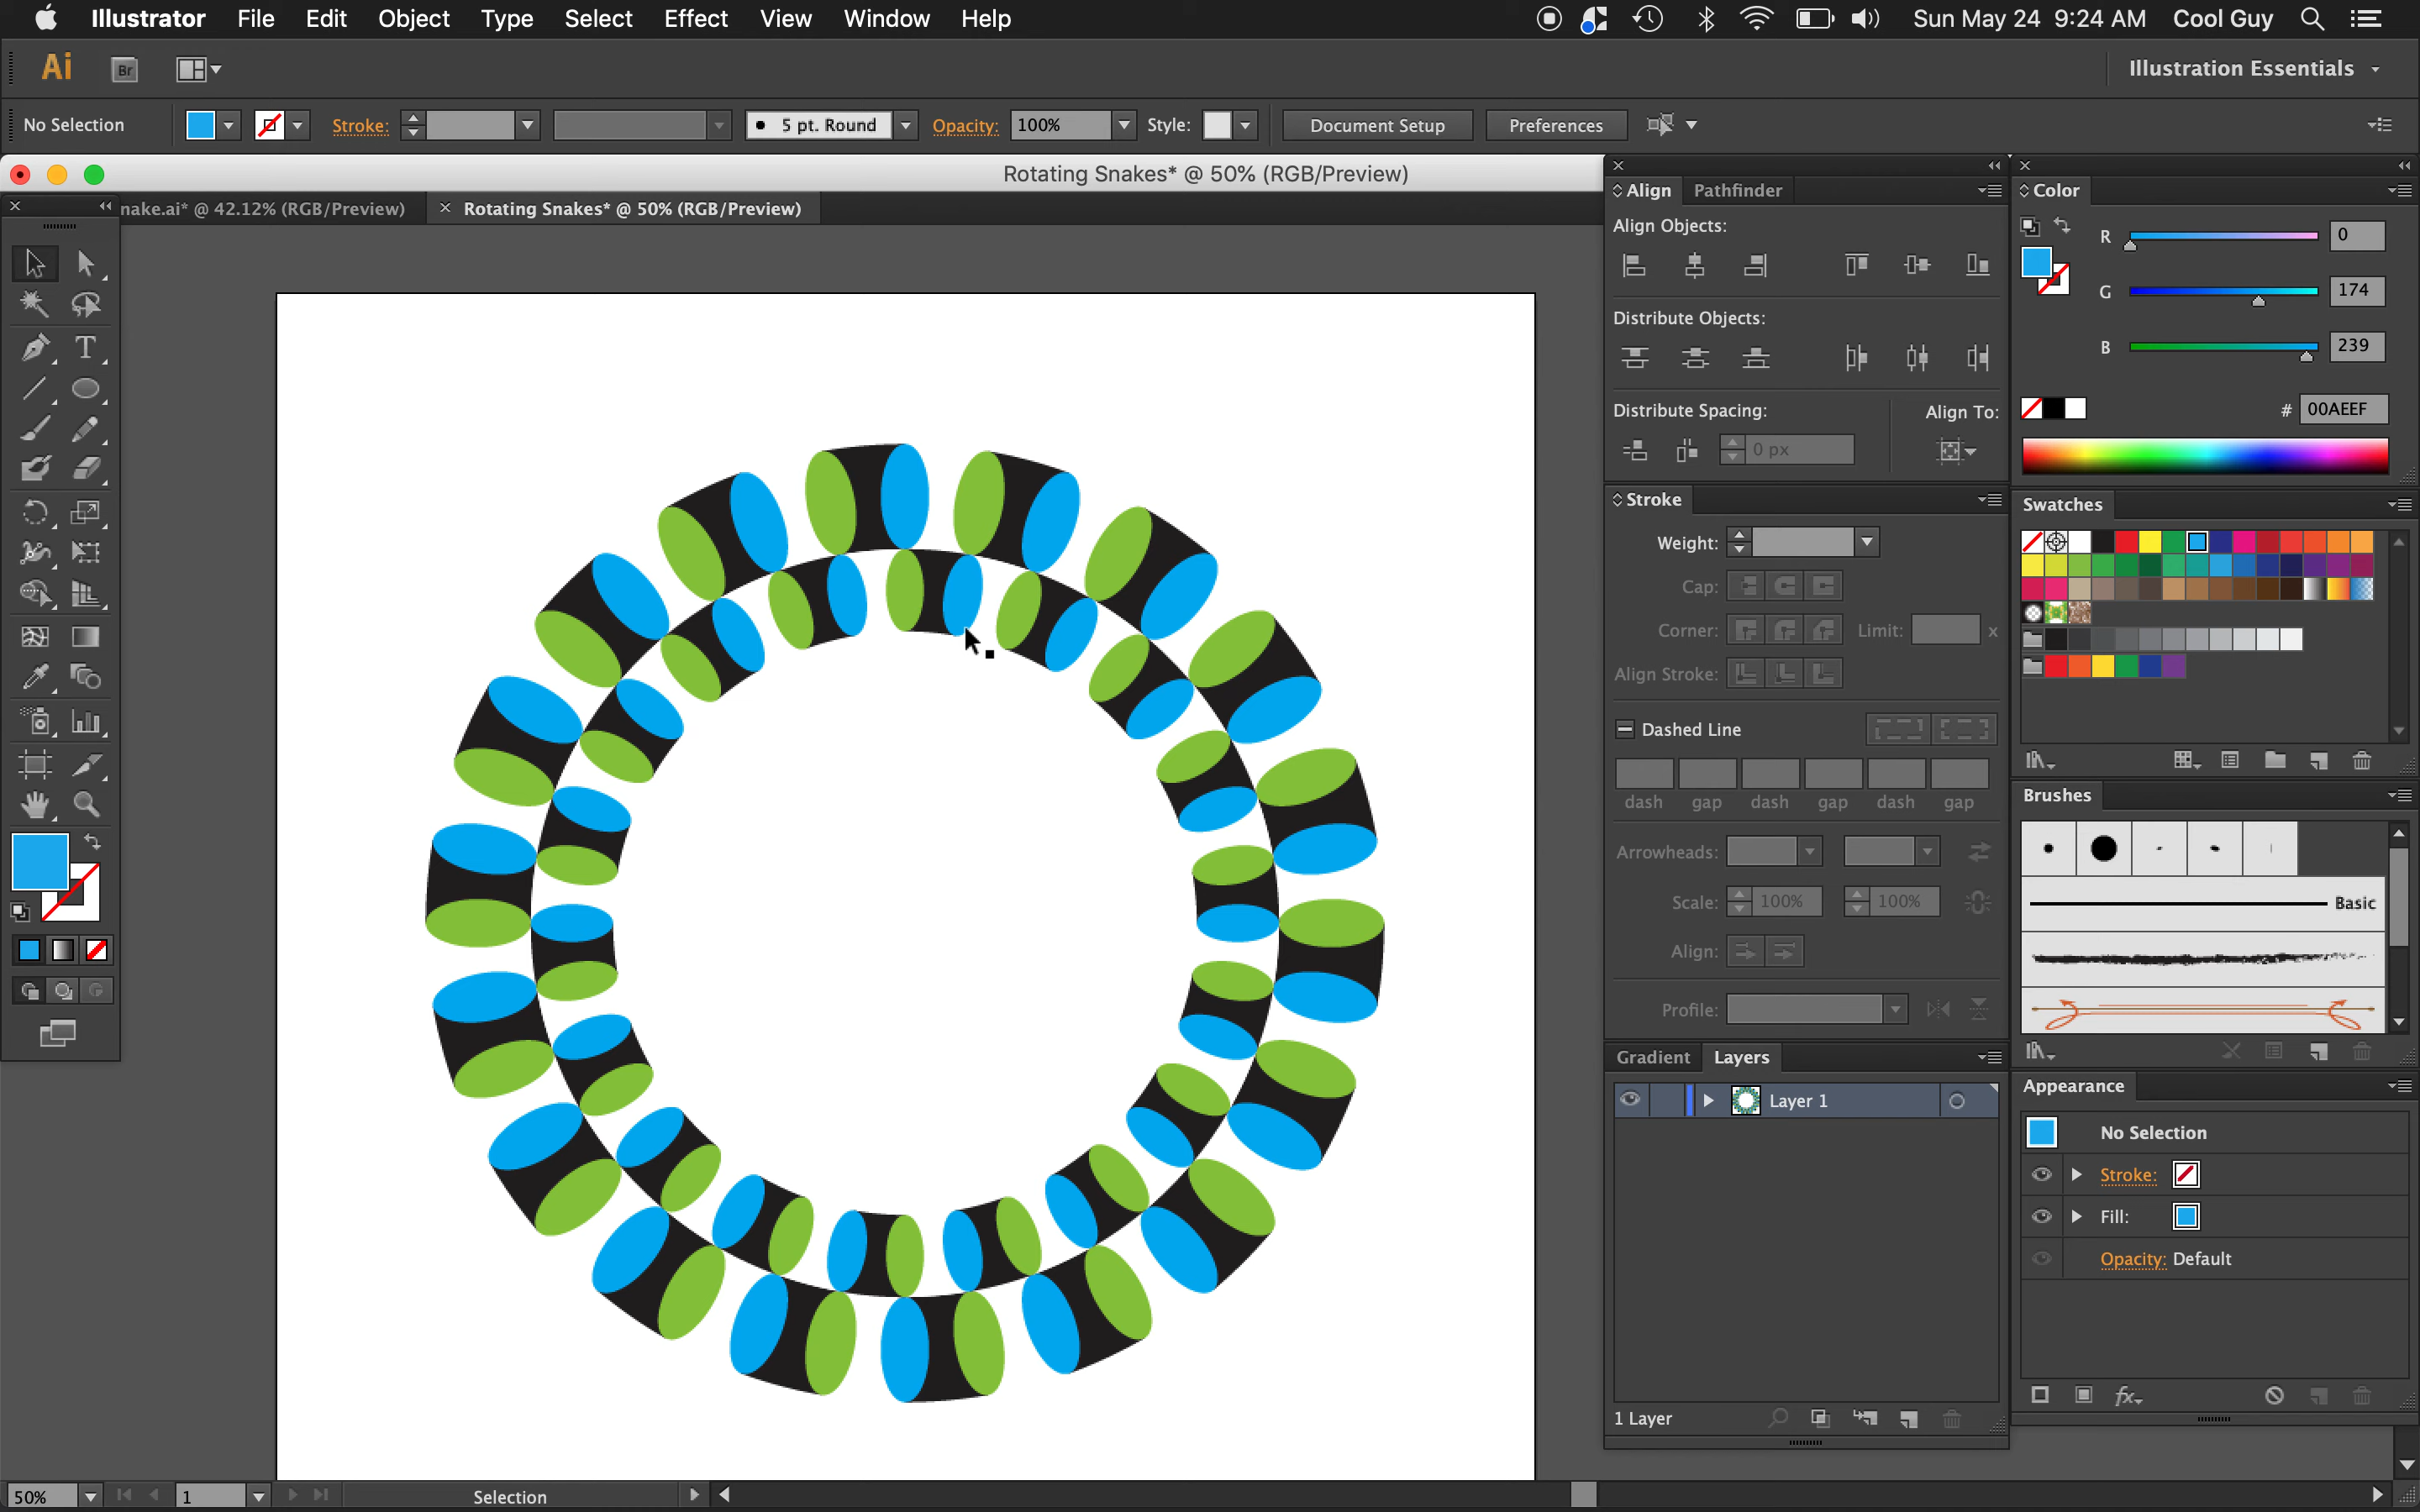 Illustrator File Edit Object Type Select Effect View Window Help Sun May 24 9:24 AM Cool Guy
Ai Br Illustration Essentials
No Selection Stroke: 5 pt. Round Opacity: 100% Style: Document Setup Preferences
Rotating Snakes* @ 50% (RGB/Preview)
nake.ai* @ 42.12% (RGB/Preview) × Rotating Snakes* @ 50% (RGB/Preview)
T
Align Pathfinder
Align Objects:
Distribute Objects:
Distribute Spacing: Align To:
0 px
Stroke
Weight:
Cap:
Corner: Limit: x
Align Stroke:
Dashed Line
dash gap dash gap dash gap
Arrowheads:
Scale: 100% 100%
Align:
Profile:
Gradient Layers
Layer 1
1 Layer
Color
R 0
G 174
B 239
# 00AEEF
Swatches
Brushes
Basic
Appearance
No Selection
Stroke:
Fill:
Opacity: Default
fx
50% 1 Selection